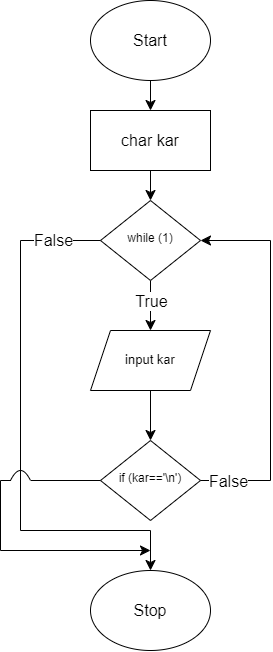 Start
char kar
while (1)
False
True
input kar
if (kar=='\n')
False
Stop